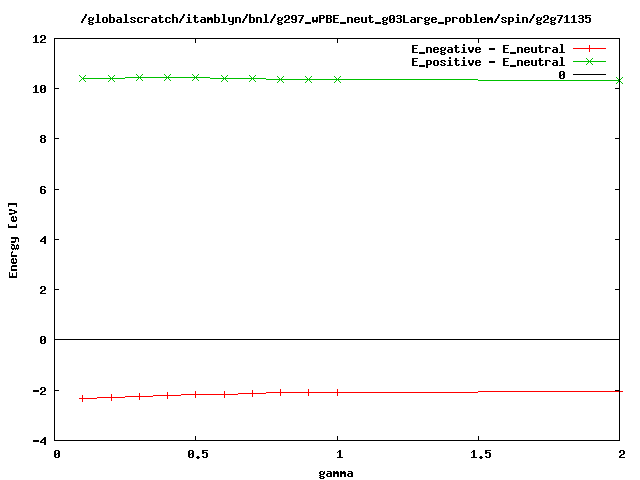 /globalscratch/itamblyn/bnl/g297_wPBE_neut_g03Large_problem/spin/g2g71135
E_negative - E_neutral
E_positive - E_neutral
0
12
10
8
6
4
2
0
-2
-4
Energy [eV]
0 0.5 1 1.5 2
gamma